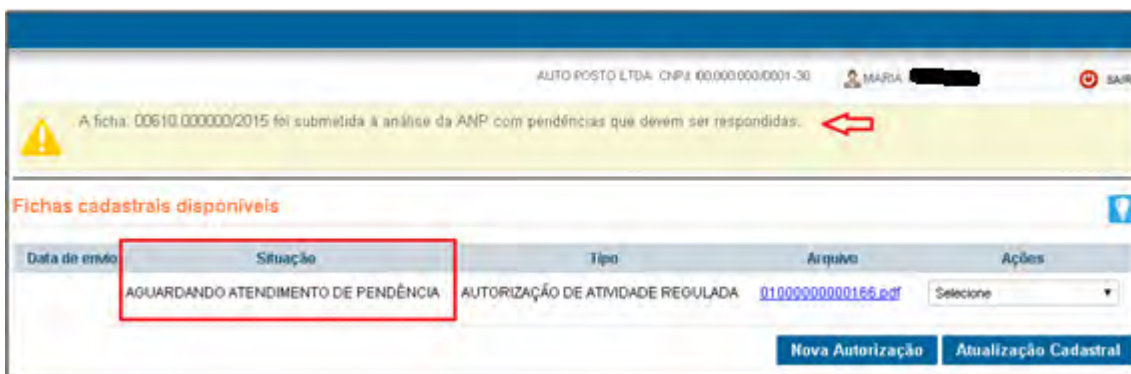 AUTO POSTO LTDA CNPJ: 00.000.000/0001-30 MARIA SAIR
A ficha: 00610.000000/2015 foi submetida à análise da ANP com pendências que devem ser respondidas.
Fichas cadastrais disponíveis
Data de envio Situação Tipo Arquivo Ações
AGUARDANDO ATENDIMENTO DE PENDÊNCIA AUTORIZAÇÃO DE ATIVIDADE REGULADA 01000000000166.pdf Selecione
Nova Autorização Atualização Cadastral